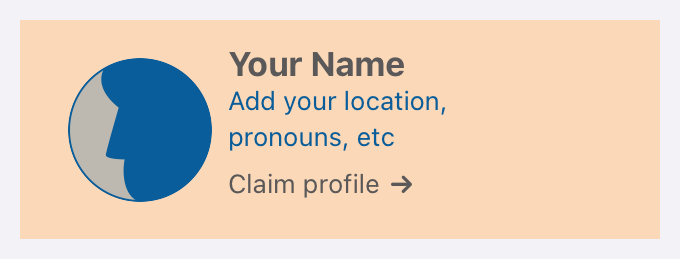 Your Name
Add your location,
pronouns, etc
Claim profile →